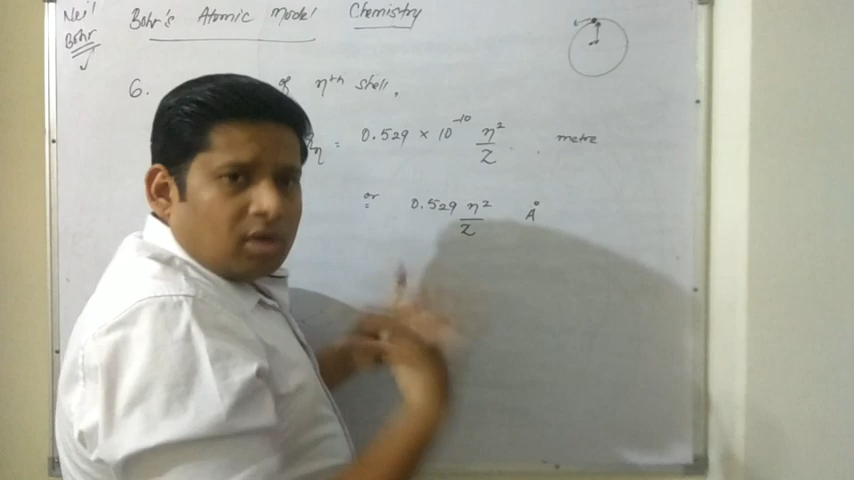 Neil
Bohr
Bohr's Atomic Model Chemistry
6. of nth shell,
n = 0.529 × 10⁻¹⁰ n²/Z metre
or 0.529 n²/Z Å